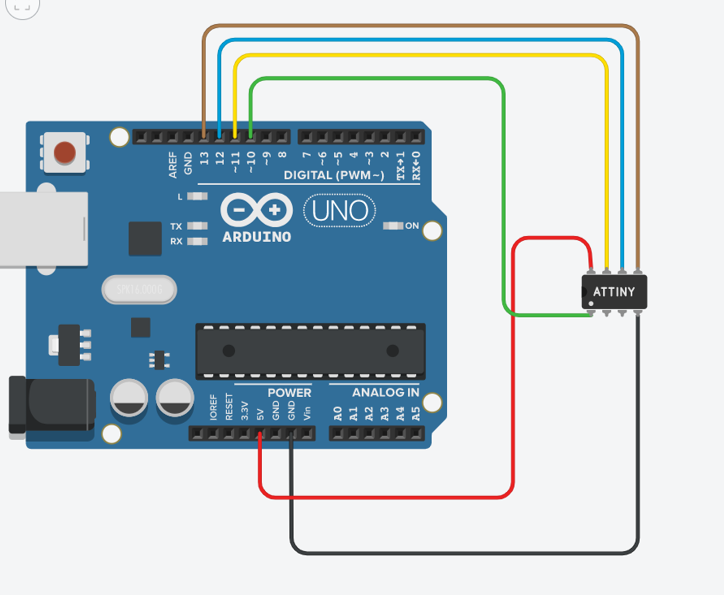 AREF
GND
13
12
~11
~10
~9
8
7
~6
~5
4
~3
2
TX→1
RX←0
DIGITAL (PWM~)
L
TX
RX
ARDUINO
UNO
ON
ATTINY
POWER
ANALOG IN
IOREF
RESET
3.3V
5V
GND
GND
Vin
A0
A1
A2
A3
A4
A5